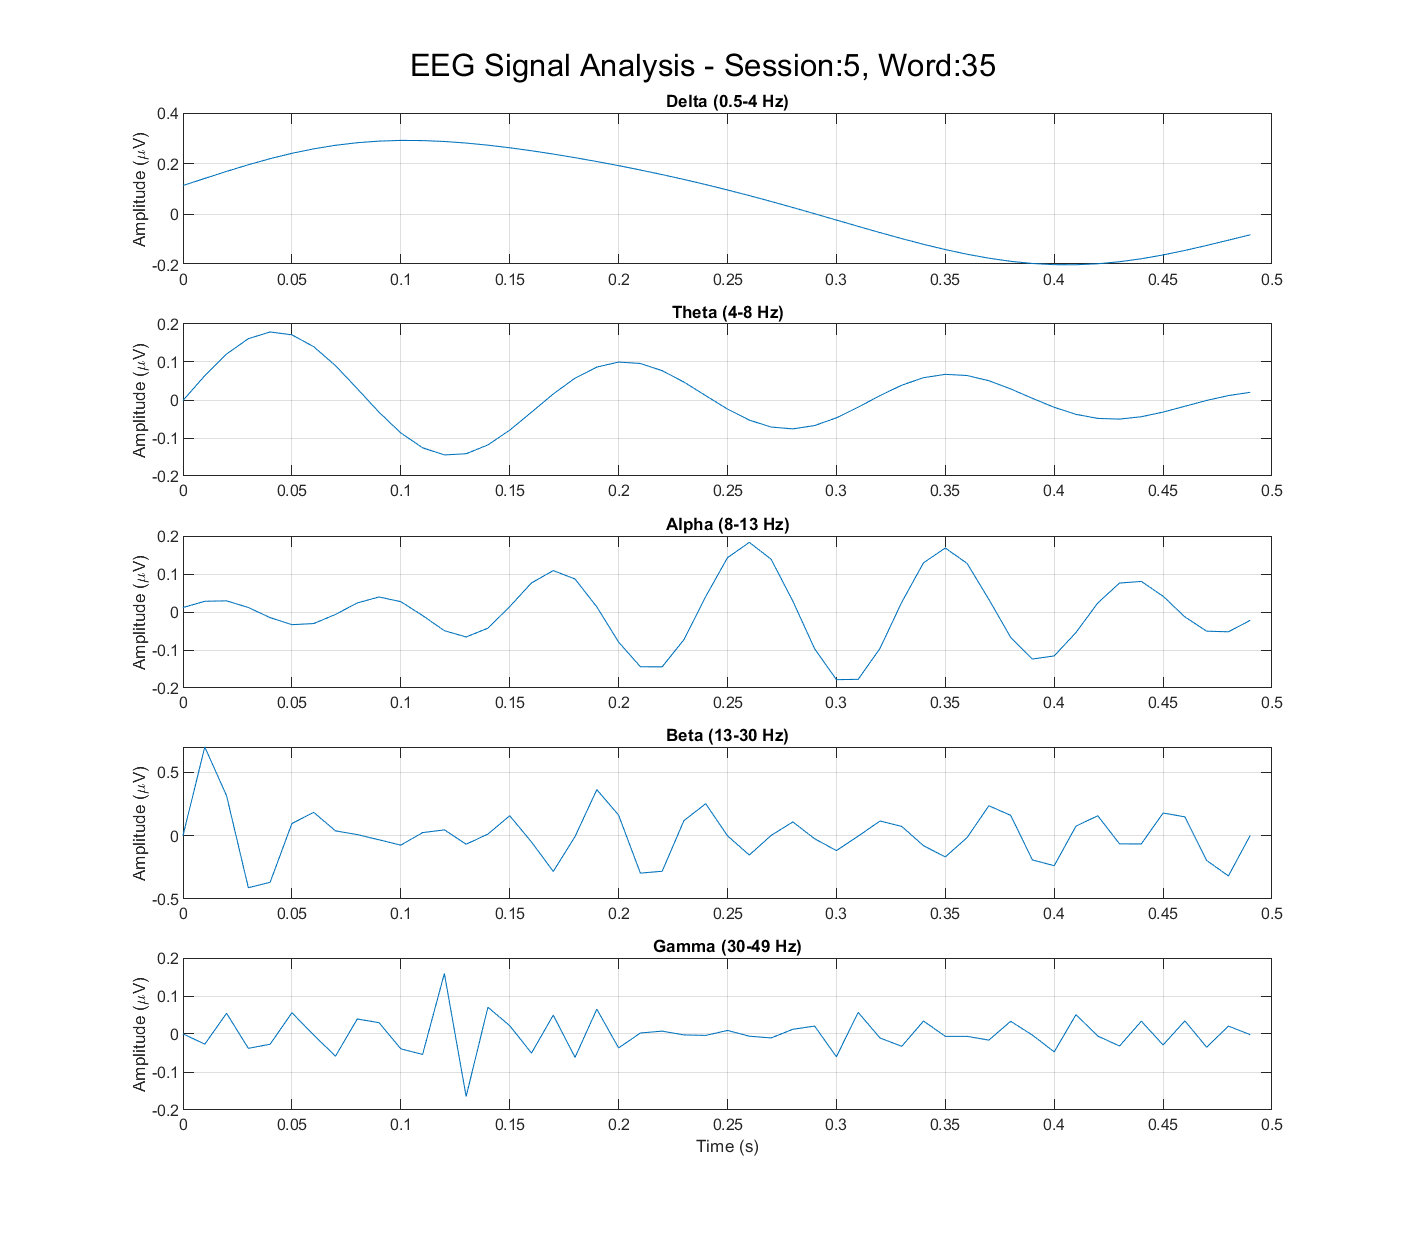 EEG Signal Analysis - Session:5, Word:35
Delta (0.5-4 Hz)
Amplitude (μV)
0.4
0.2
0
-0.2
0 0.05 0.1 0.15 0.2 0.25 0.3 0.35 0.4 0.45 0.5
Theta (4-8 Hz)
Amplitude (μV)
0.2
0.1
0
-0.1
-0.2
0 0.05 0.1 0.15 0.2 0.25 0.3 0.35 0.4 0.45 0.5
Alpha (8-13 Hz)
Amplitude (μV)
0.2
0.1
0
-0.1
-0.2
0 0.05 0.1 0.15 0.2 0.25 0.3 0.35 0.4 0.45 0.5
Beta (13-30 Hz)
Amplitude (μV)
0.5
0
-0.5
0 0.05 0.1 0.15 0.2 0.25 0.3 0.35 0.4 0.45 0.5
Gamma (30-49 Hz)
Amplitude (μV)
0.2
0.1
0
-0.1
-0.2
0 0.05 0.1 0.15 0.2 0.25 0.3 0.35 0.4 0.45 0.5
Time (s)